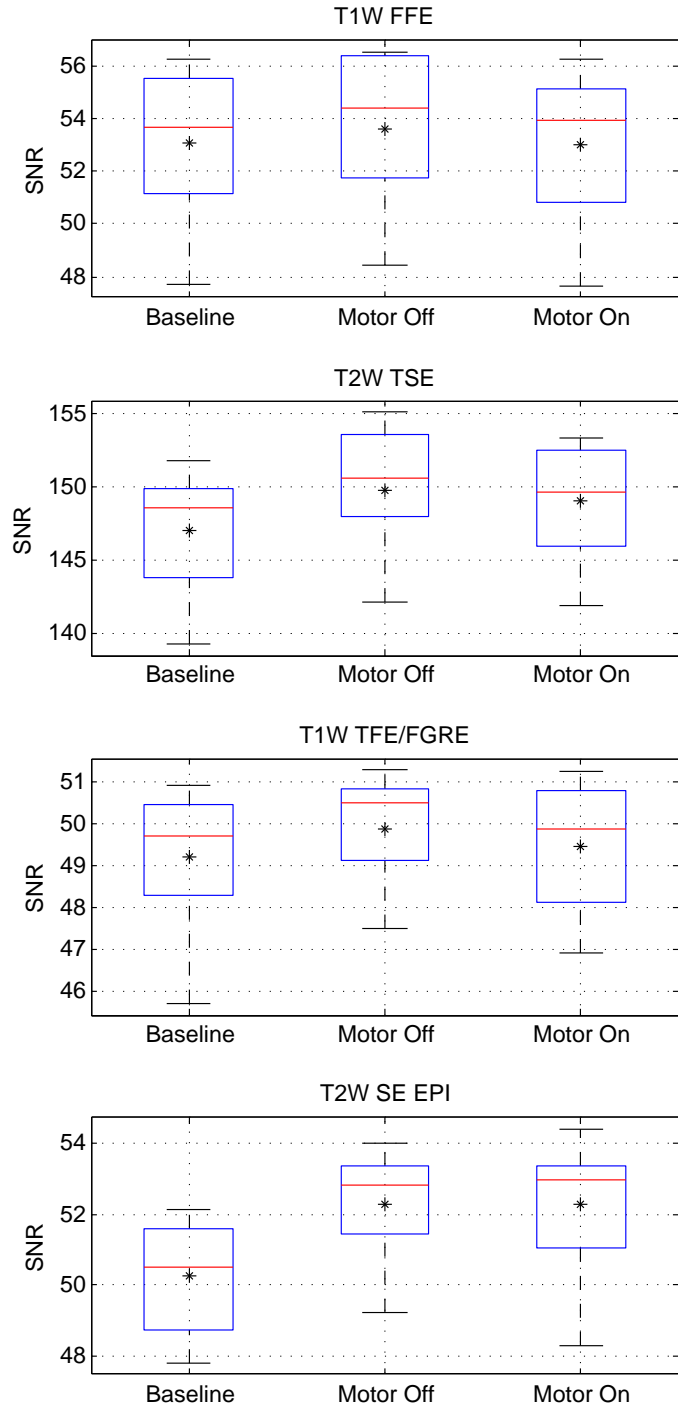 T1W FFE
56
54
52
50
48
SNR
Baseline Motor Off Motor On
T2W TSE
155
150
145
140
SNR
Baseline Motor Off Motor On
T1W TFE/FGRE
51
50
49
48
47
46
SNR
Baseline Motor Off Motor On
T2W SE EPI
54
52
50
48
SNR
Baseline Motor Off Motor On